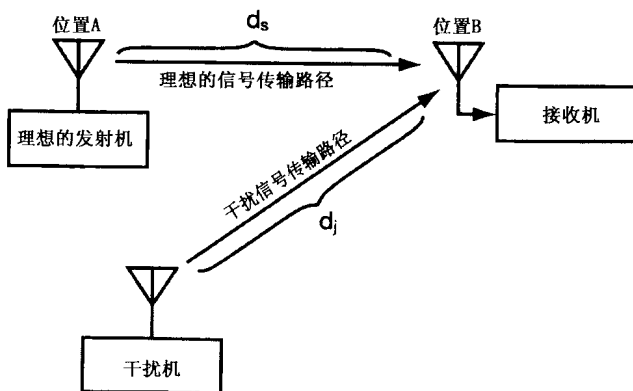 位置A
ds
位置B
理想的信号传输路径
理想的发射机
接收机
干扰信号传输路径
dj
干扰机